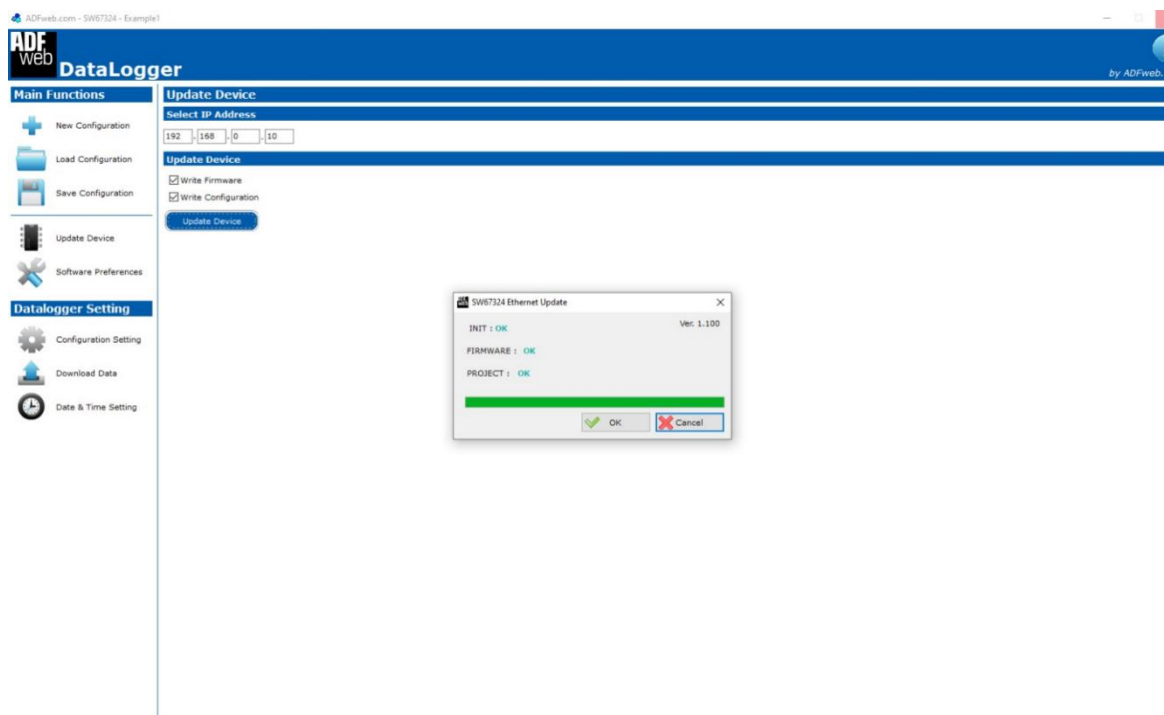 ADFweb.com - SW67324 - Example1
ADF
web
DataLogger
by ADFweb.
Main Functions
New Configuration
Load Configuration
Save Configuration
Update Device
Software Preferences
Datalogger Setting
Configuration Setting
Download Data
Date & Time Setting
Update Device
Select IP Address
192 . 168 . 0 . 10
Update Device
Write Firmware
Write Configuration
Update Device
SW67324 Ethernet Update
INIT : OK
Ver. 1.100
FIRMWARE : OK
PROJECT : OK
OK
Cancel